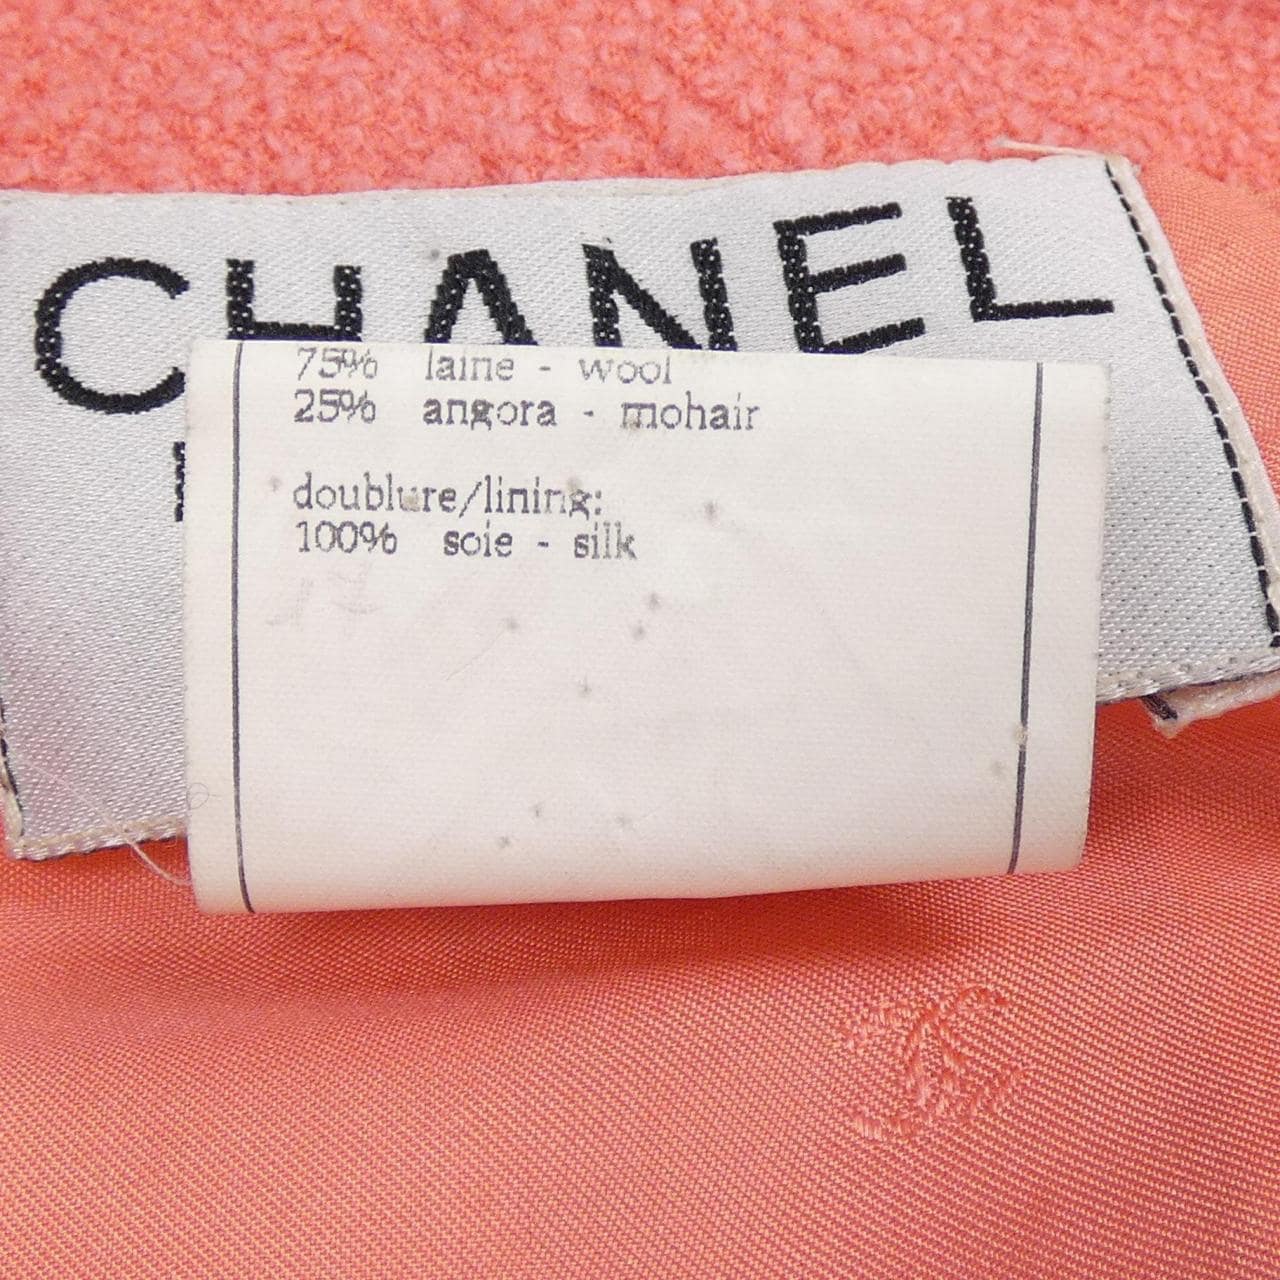 CHANEL
75% laine - wool
25% angora - mohair
doublure/lining:
100% soie - silk